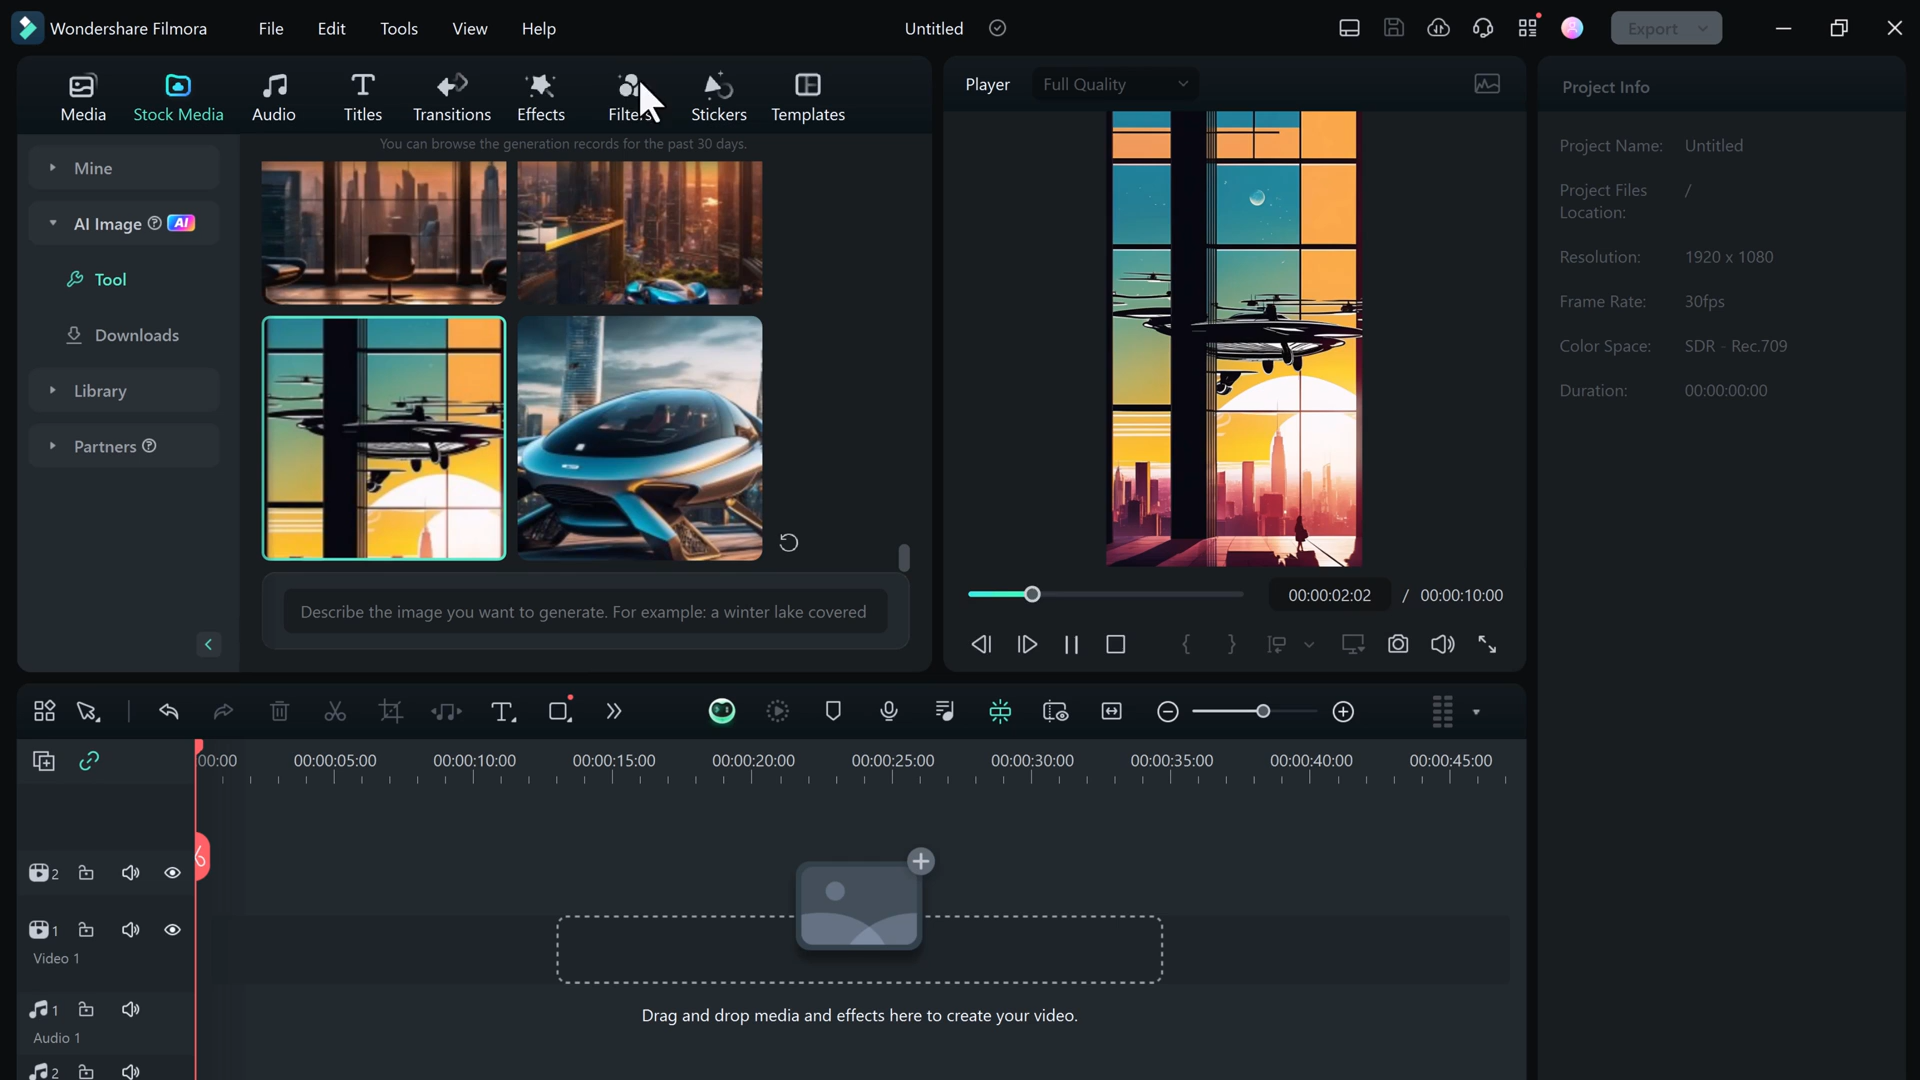 Wondershare Filmora
File
Edit
Tools
View
Help
Untitled
Export
Media
Stock Media
Audio
Titles
Transitions
Effects
Filters
Stickers
Templates
Player
Full Quality
Project Info
You can browse the generation records for the past 30 days.
Mine
AI Image
AI
Tool
Downloads
Library
Partners
Describe the image you want to generate. For example: a winter lake covered
Project Name: Untitled
Project Files /
Location:
Resolution: 1920 x 1080
Frame Rate: 30fps
Color Space: SDR - Rec.709
Duration: 00:00:00:00
00:00:02:02 / 00:00:10:00
00:00 00:00:05:00 00:00:10:00 00:00:15:00 00:00:20:00 00:00:25:00 00:00:30:00 00:00:35:00 00:00:40:00 00:00:45:00
2
1
Video 1
1
Audio 1
2
Drag and drop media and effects here to create your video.